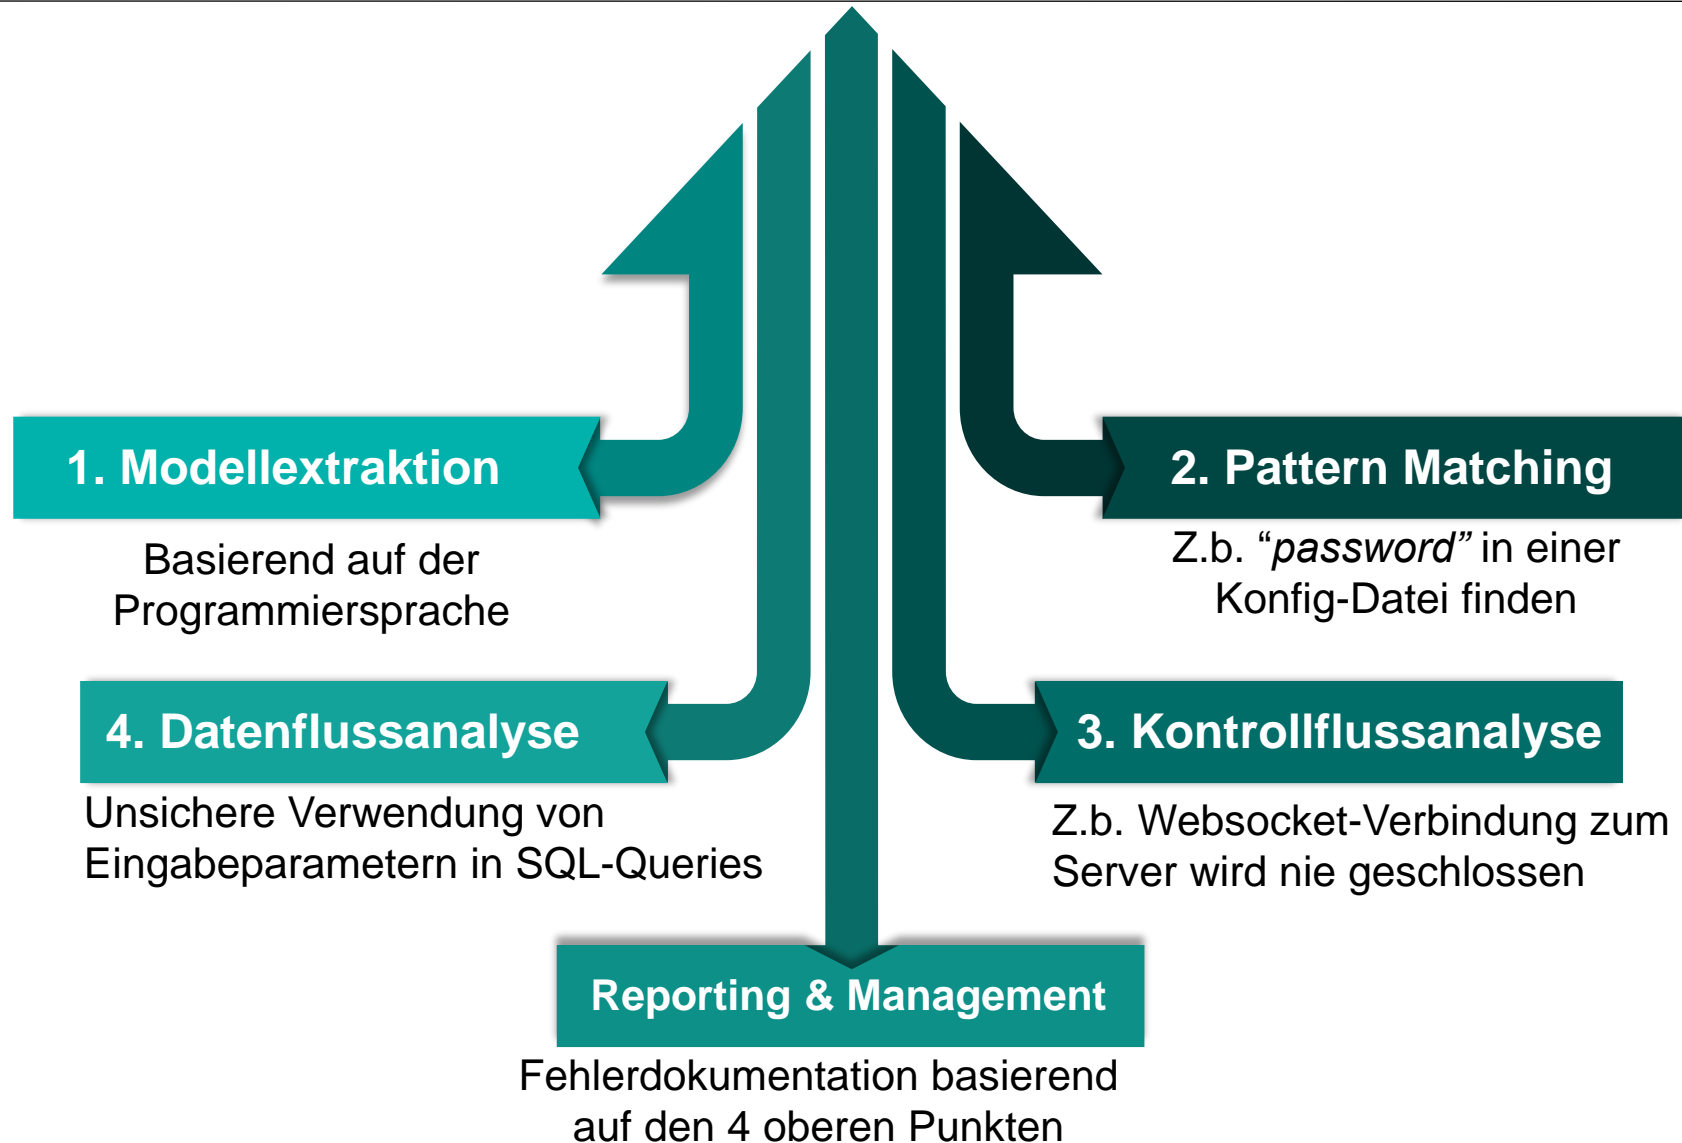 1. Modellextraktion
Basierend auf der
Programmiersprache
2. Pattern Matching
Z.b. “password” in einer
Konfig-Datei finden
4. Datenflussanalyse
Unsichere Verwendung von
Eingabeparametern in SQL-Queries
3. Kontrollflussanalyse
Z.b. Websocket-Verbindung zum
Server wird nie geschlossen
Reporting & Management
Fehlerdokumentation basierend
auf den 4 oberen Punkten